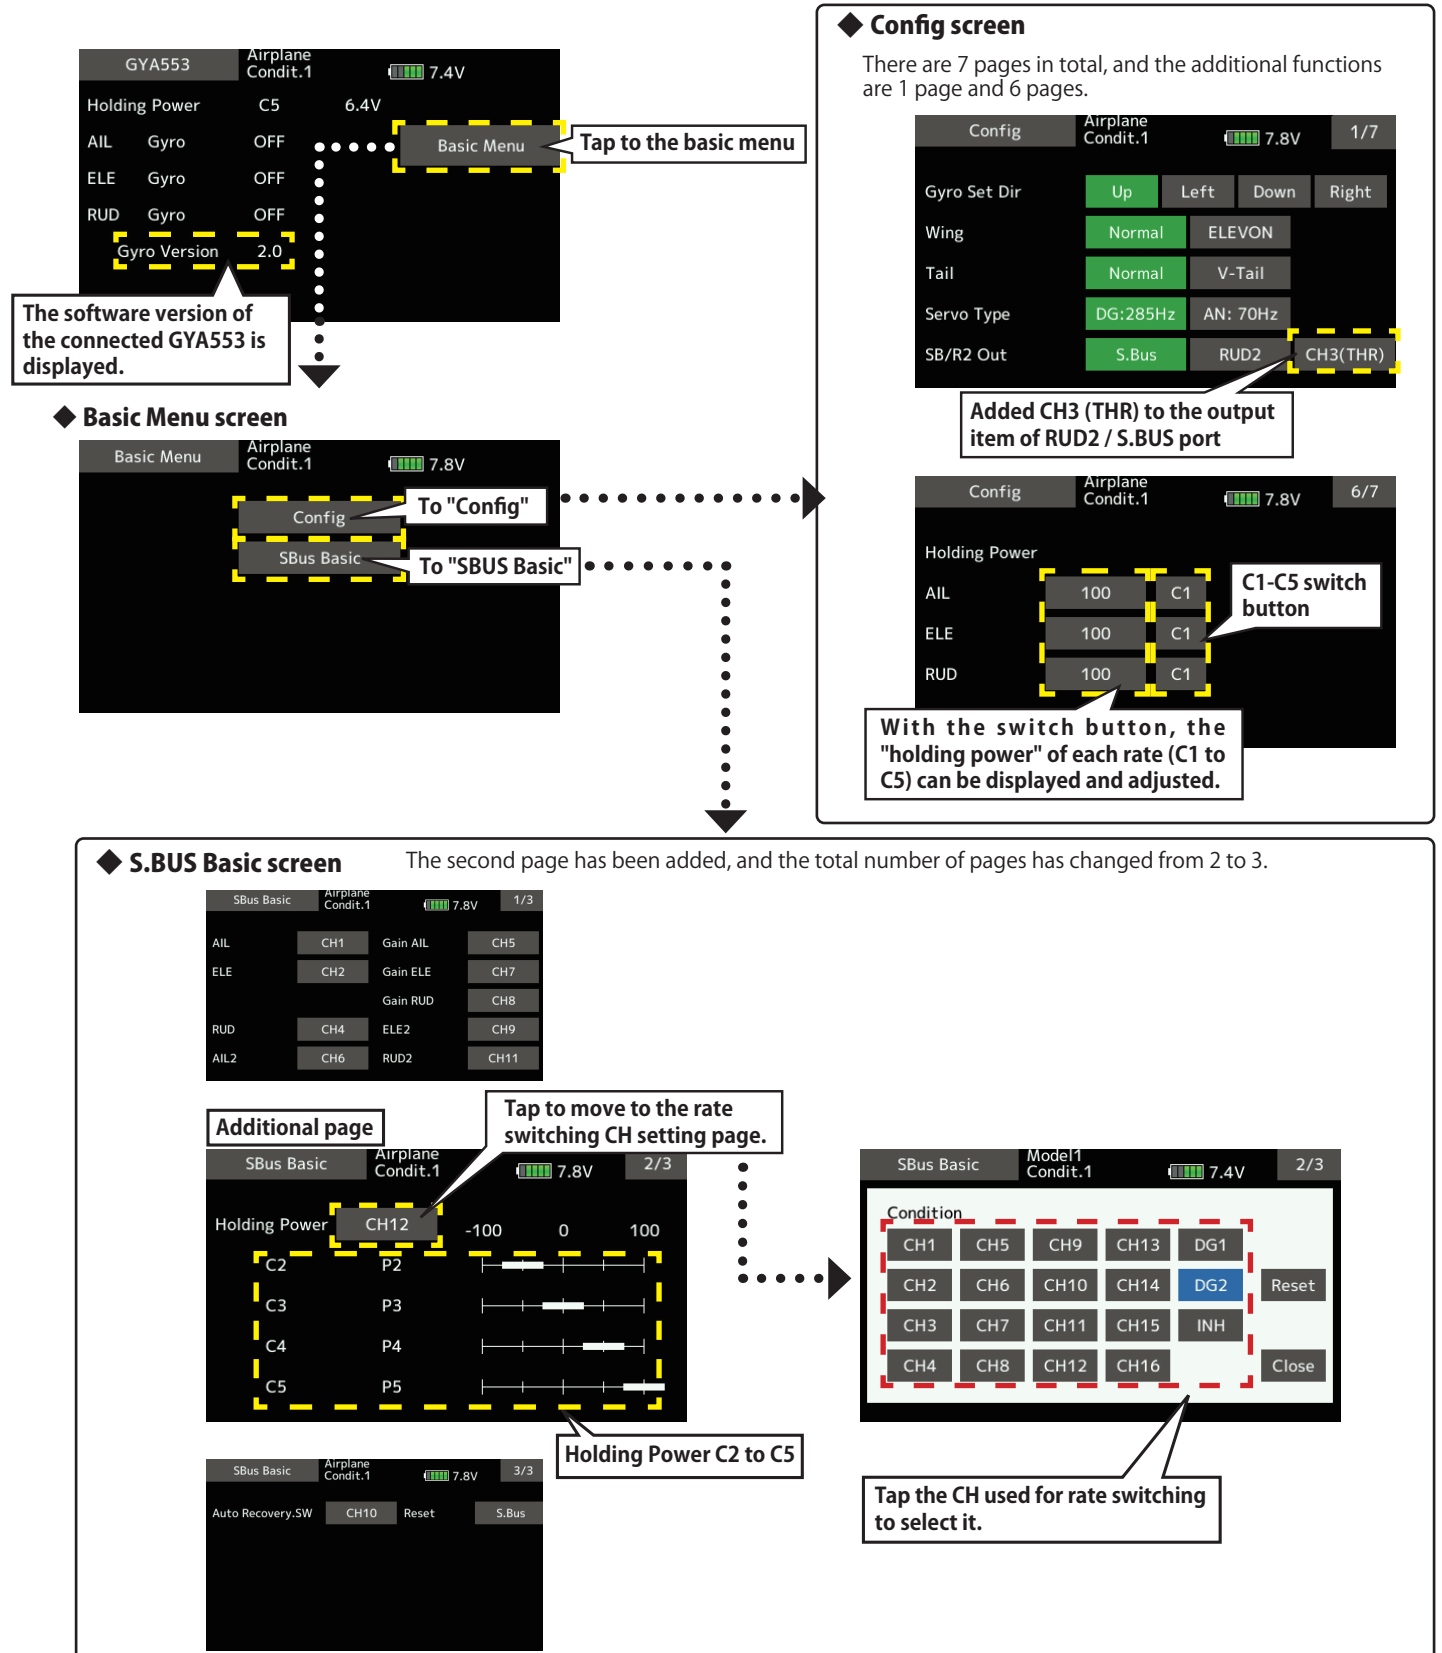 GYA553
Airplane
Condit.1
7.4V
Holding Power C5 6.4V
AIL Gyro OFF
ELE Gyro OFF
RUD Gyro OFF
Gyro Version 2.0
Basic Menu
Tap to the basic menu
The software version of
the connected GYA553 is
displayed.
◆ Basic Menu screen
Basic Menu
Airplane
Condit.1
7.8V
Config
SBus Basic
To "Config"
To "SBUS Basic"
◆ Config screen
There are 7 pages in total, and the additional functions
are 1 page and 6 pages.
Config
Airplane
Condit.1
7.8V
1/7
Gyro Set Dir Up Left Down Right
Wing Normal ELEVON
Tail Normal V-Tail
Servo Type DG:285Hz AN: 70Hz
SB/R2 Out S.Bus RUD2 CH3(THR)
Added CH3 (THR) to the output
item of RUD2 / S.BUS port
Config
Airplane
Condit.1
7.8V
6/7
Holding Power
AIL 100 C1
ELE 100 C1
RUD 100 C1
C1-C5 switch
button
With the switch button, the
"holding power" of each rate (C1 to
C5) can be displayed and adjusted.
◆ S.BUS Basic screen
The second page has been added, and the total number of pages has changed from 2 to 3.
SBus Basic
Airplane
Condit.1
7.8V
1/3
AIL CH1 Gain AIL CH5
ELE CH2 Gain ELE CH7
Gain RUD CH8
RUD CH4 ELE2 CH9
AIL2 CH6 RUD2 CH11
Additional page
Tap to move to the rate
switching CH setting page.
SBus Basic
Airplane
Condit.1
7.8V
2/3
Holding Power CH12 -100 0 100
C2 P2
C3 P3
C4 P4
C5 P5
Holding Power C2 to C5
SBus Basic
Model1
Condit.1
7.4V
2/3
Condition
CH1 CH5 CH9 CH13 DG1
CH2 CH6 CH10 CH14 DG2 Reset
CH3 CH7 CH11 CH15 INH
CH4 CH8 CH12 CH16 Close
Tap the CH used for rate switching
to select it.
SBus Basic
Airplane
Condit.1
7.8V
3/3
Auto Recovery.SW CH10 Reset S.Bus